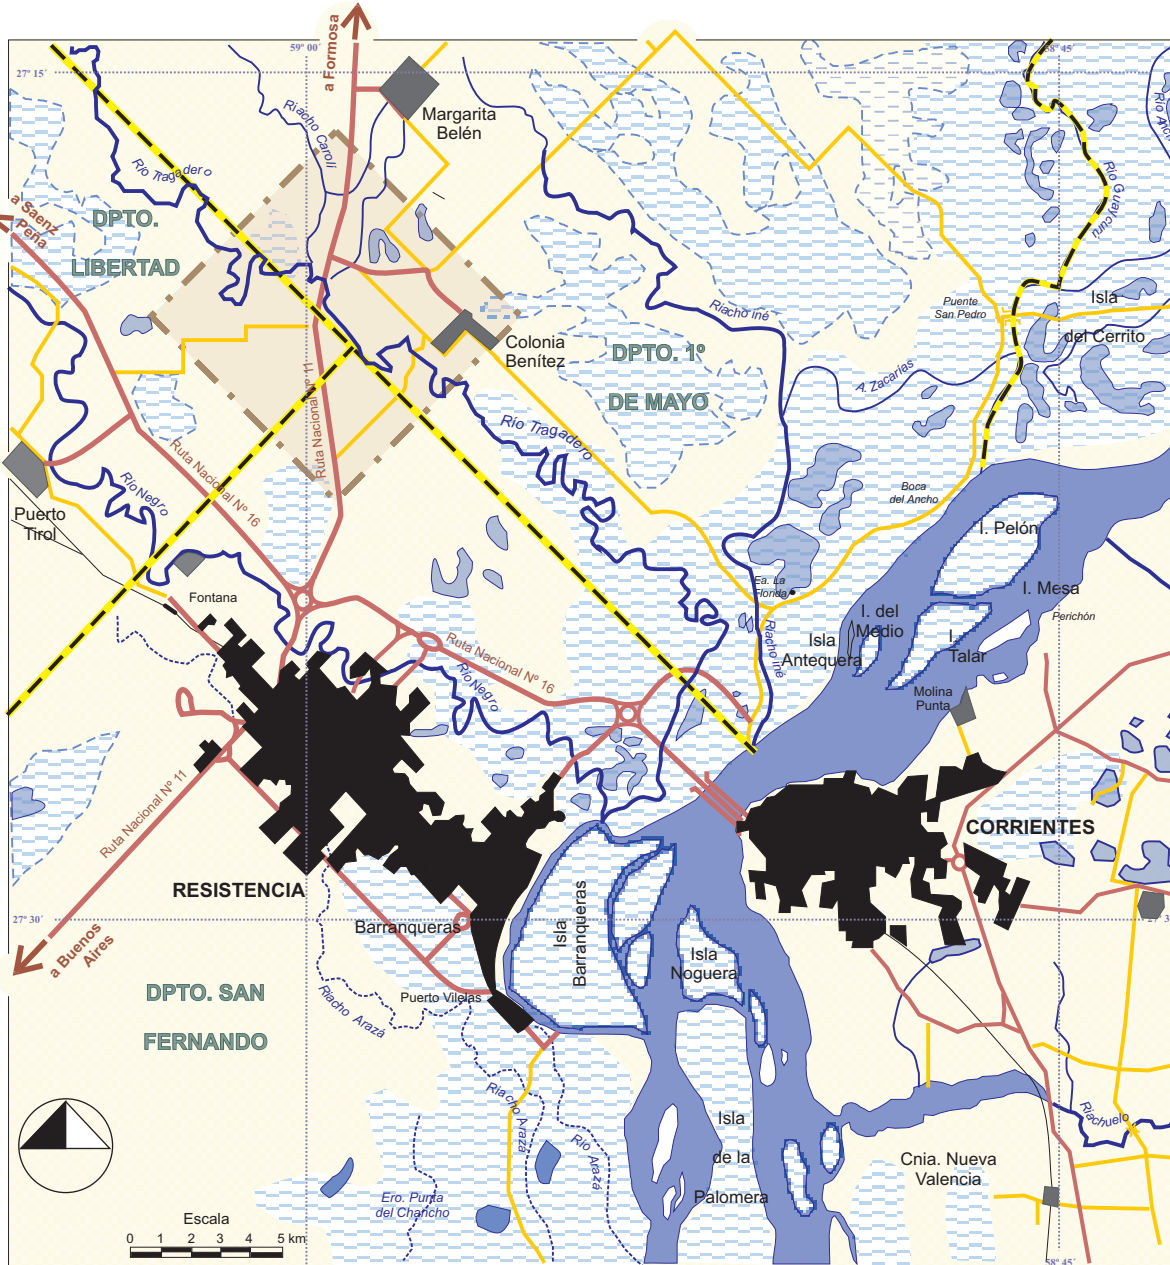 59° 00´
58° 45´
27° 15´
a Formosa
Margarita
Belén
Riacho Carolí
Río Tragadero
Río Guaycurú
a Saenz
Peña
DPTO.
LIBERTAD
Puente
San Pedro
Isla
del Cerrito
Riacho iné
Colonia
Benítez
DPTO. 1º
DE MAYO
A. Zacarías
Ruta Nacional Nº 11
Río Tragadero
Ruta Nacional Nº 16
Río Negro
Boca
del Ancho
Puerto
Tirol
I. Pelón
Ea. La
Florida
I. Mesa
Fontana
I. del
Medio
Perichón
Isla
Antequera
I.
Talar
Riacho iné
Ruta Nacional Nº 16
Río Negro
Molina
Punta
Ruta Nacional Nº 11
CORRIENTES
RESISTENCIA
27° 30´
Barranqueras
Isla
Barranqueras
a Buenos
Aires
Isla
Noguera
DPTO. SAN
FERNANDO
Riacho Arazá
Puerto Vilelas
Riacho Arazá
Río Arazá
Riachuelo
Isla
de la
Palomera
Cnia. Nueva
Valencia
Ero. Punta
del Charicho
Escala
0 1 2 3 4 5 km
58° 45´